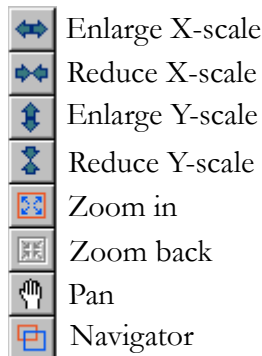 Enlarge X-scale
Reduce X-scale
Enlarge Y-scale
Reduce Y-scale
Zoom in
Zoom back
Pan
Navigator